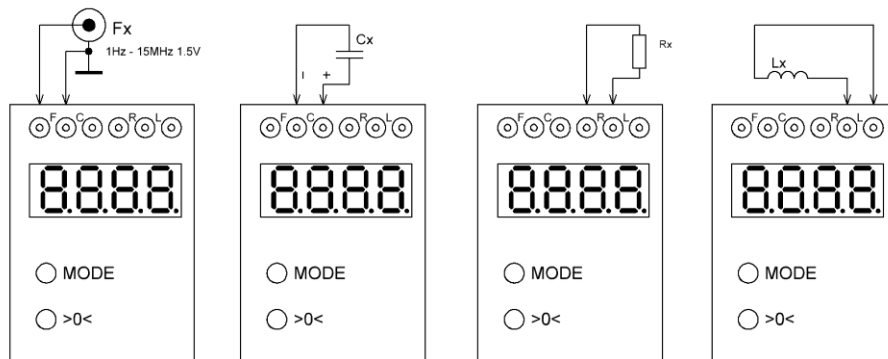 Fx
1Hz - 15MHz 1.5V
Cx
+
Rx
Lx
F C R L
F C R L
F C R L
F C R L
8.8.8.8.
8.8.8.8.
8.8.8.8.
8.8.8.8.
MODE
MODE
MODE
MODE
>0<
>0<
>0<
>0<